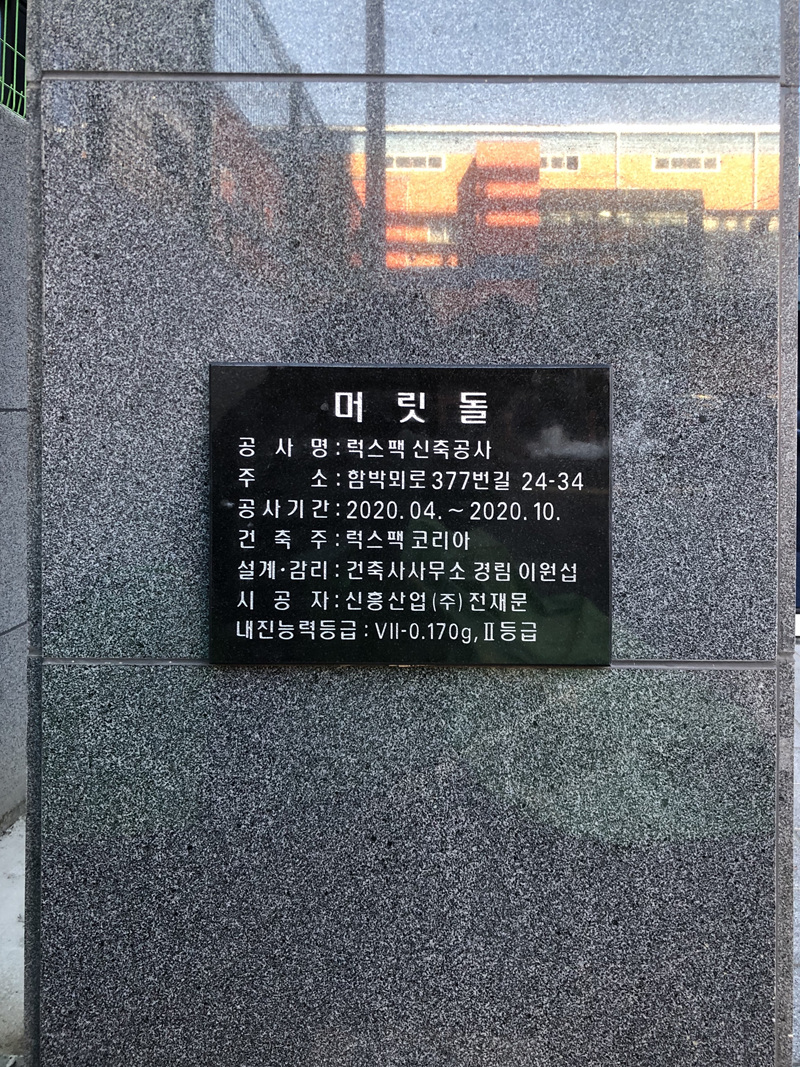 머릿돌
공사명 : 럭스팩 신축공사
주소 : 함박뫼로 377번길 24-34
공사기간 : 2020. 04. ~ 2020. 10.
건축주 : 럭스팩 코리아
설계·감리 : 건축사사무소 경림 이원섭
시공자 : 신흥산업 (주) 전재문
내진능력등급 : VII-0.170g, II 등급